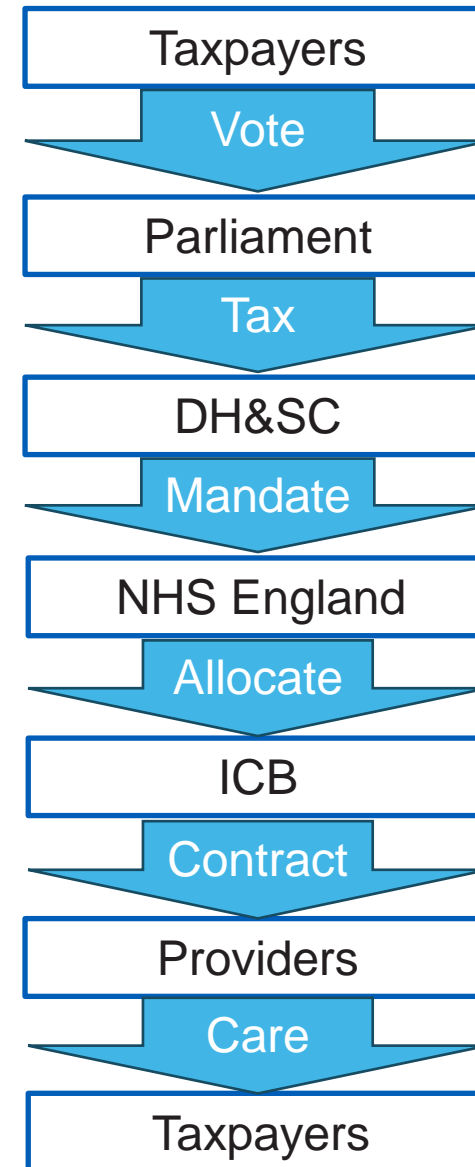 Taxpayers
Vote
Parliament
Tax
DH&SC
Mandate
NHS England
Allocate
ICB
Contract
Providers
Care
Taxpayers